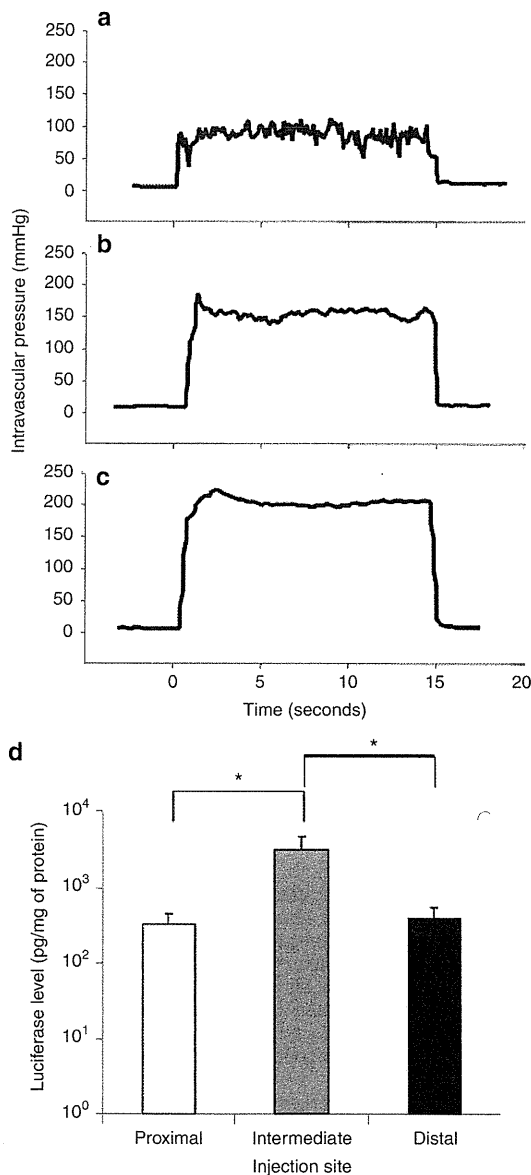 a
250
200
150
100
50
0
b
250
200
150
100
50
0
c
250
200
150
100
50
0
Intravascular pressure (mmHg)
0 5 10 15 20
Time (seconds)
d
*
*
10⁴
10³
10²
10¹
10⁰
Luciferase level (pg/mg of protein)
Proximal Intermediate Distal
Injection site